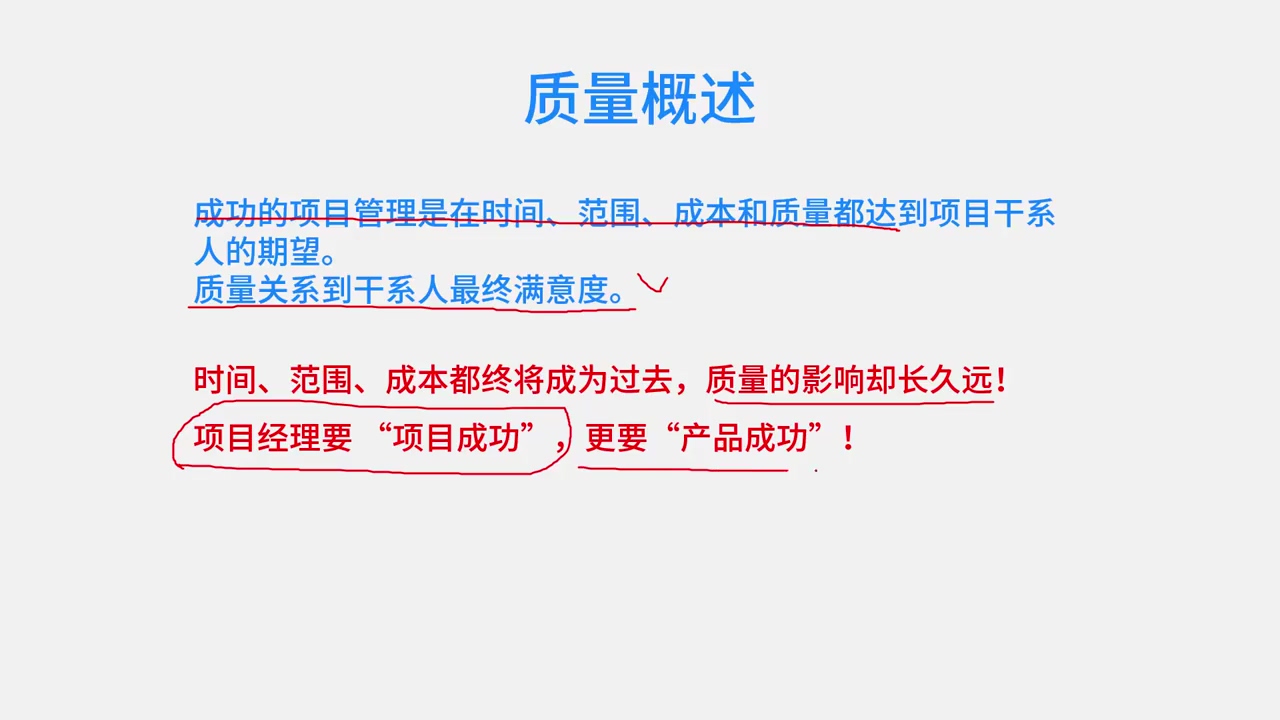 质量概述
成功的项目管理是在时间、范围、成本和质量都达到项目干系
人的期望。
质量关系到干系人最终满意度。
时间、范围、成本都终将成为过去，质量的影响却长久远！
项目经理要 “项目成功”，更要“产品成功”！